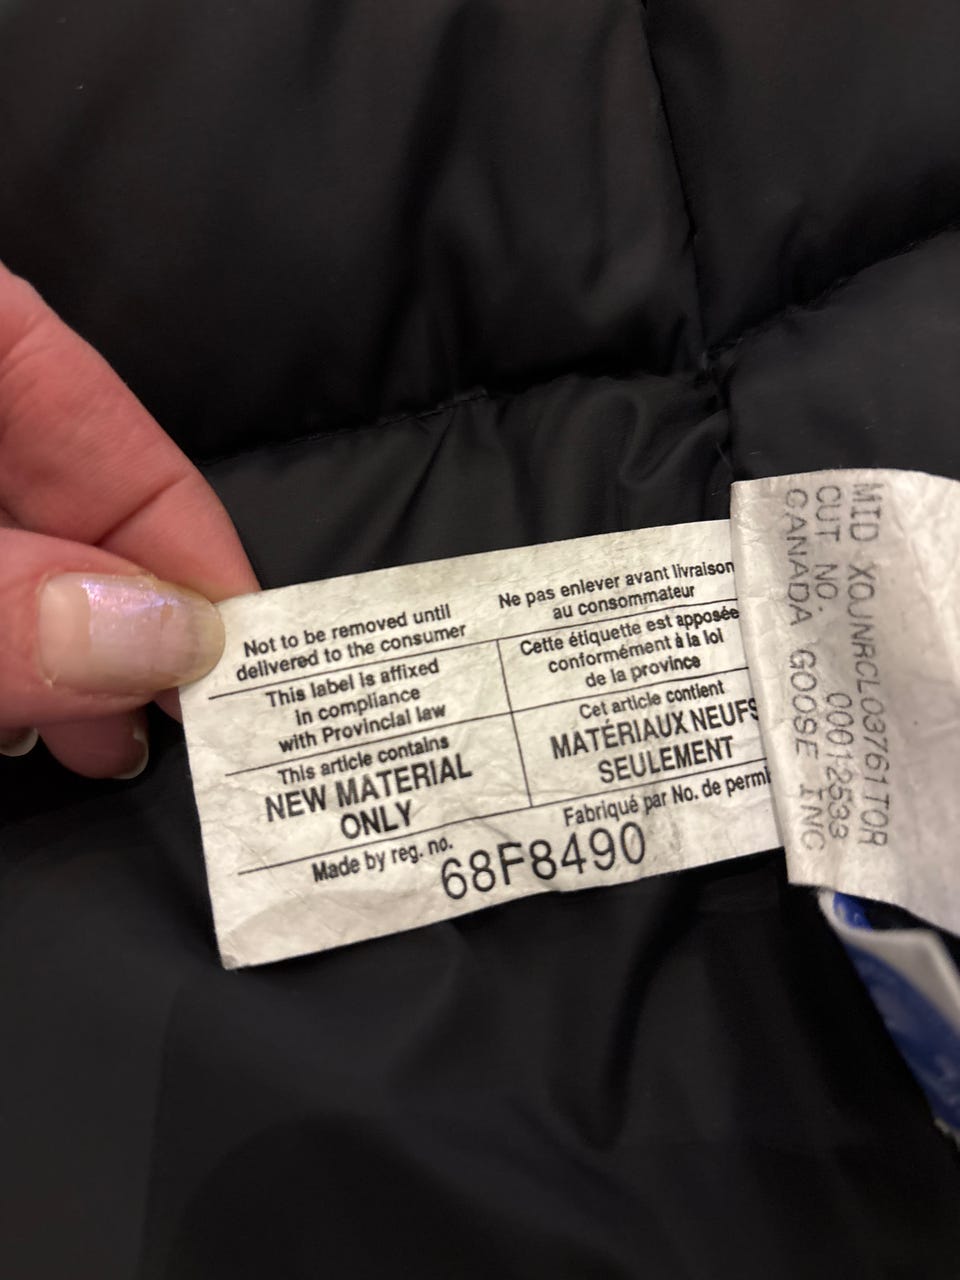 Not to be removed until
delivered to the consumer
This label is affixed
in compliance
with Provincial law
This article contains
NEW MATERIAL
ONLY
Made by reg. no.
Ne pas enlever avant livraison
au consommateur
Cette étiquette est apposée
conformément à la loi
de la province
Cet article contient
MATÉRIAUX NEUFS
SEULEMENT
Fabriqué par No. de permi
68F8490
MID XOJNRCL03761TOR
CUT NO. 00012533
CANADA GOOSE INC